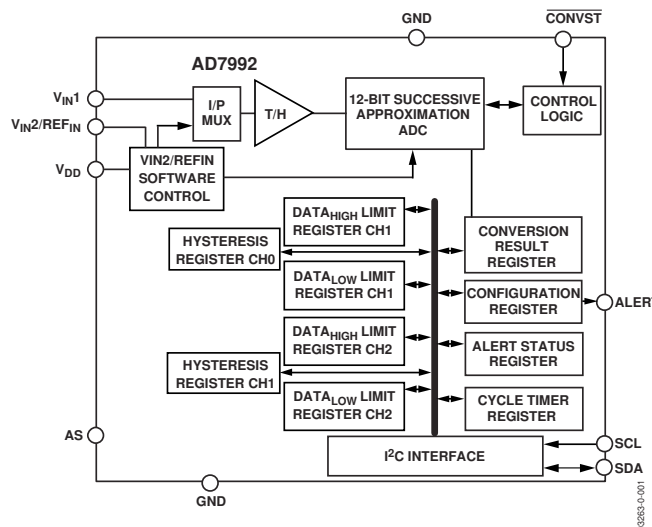 GND
CONVST
AD7992
VIN1
I/P
MUX
T/H
12-BIT SUCCESSIVE
APPROXIMATION
ADC
CONTROL
LOGIC
VIN2/REFIN
VDD
VIN2/REFIN
SOFTWARE
CONTROL
DATAHIGH LIMIT
REGISTER CH1
HYSTERESIS
REGISTER CH0
DATALOW LIMIT
REGISTER CH1
DATAHIGH LIMIT
REGISTER CH2
HYSTERESIS
REGISTER CH1
DATALOW LIMIT
REGISTER CH2
CONVERSION
RESULT
REGISTER
CONFIGURATION
REGISTER
ALERT
ALERT STATUS
REGISTER
CYCLE TIMER
REGISTER
AS
I2C INTERFACE
SCL
SDA
GND
3263-0-001